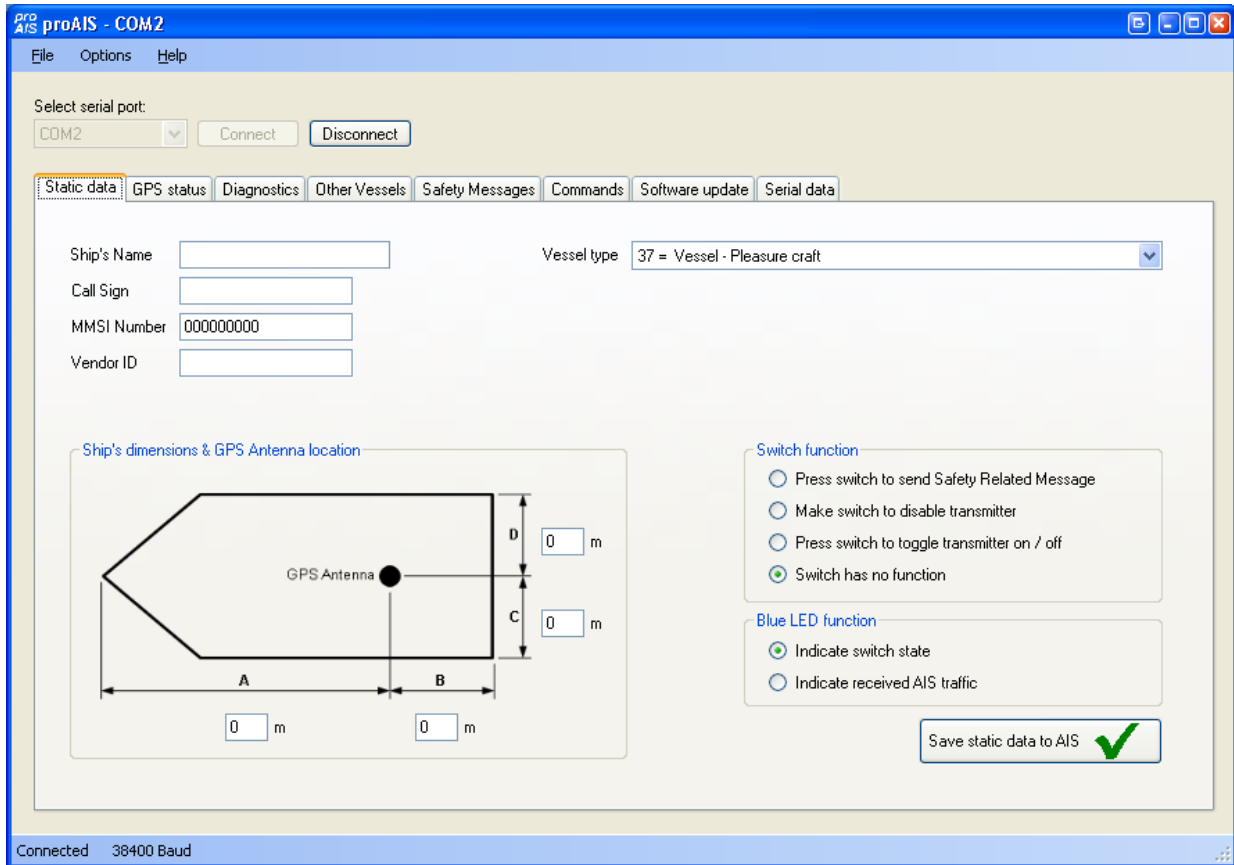 pro AIS proAIS - COM2
File Options Help
Select serial port:
COM2 Connect Disconnect
Static data GPS status Diagnostics Other Vessels Safety Messages Commands Software update Serial data
Ship's Name Vessel type 37 = Vessel - Pleasure craft
Call Sign
MMSI Number 000000000
Vendor ID
Ship's dimensions & GPS Antenna location
D 0 m
GPS Antenna
C 0 m
A B
0 m 0 m
Switch function
Press switch to send Safety Related Message
Make switch to disable transmitter
Press switch to toggle transmitter on / off
Switch has no function
Blue LED function
Indicate switch state
Indicate received AIS traffic
Save static data to AIS
Connected 38400 Baud